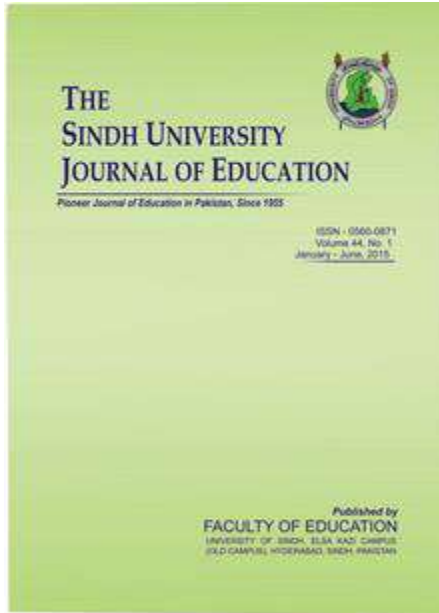 THE
SINDH UNIVERSITY
JOURNAL OF EDUCATION
Pioneer Journal of Education in Pakistan, Since 1955
ISSN - 0560-0871
Volume 44, No. 1
January - June, 2015
Published by
FACULTY OF EDUCATION
UNIVERSITY OF SINDH, ELSA KAZI CAMPUS
(OLD CAMPUS), HYDERABAD, SINDH, PAKISTAN